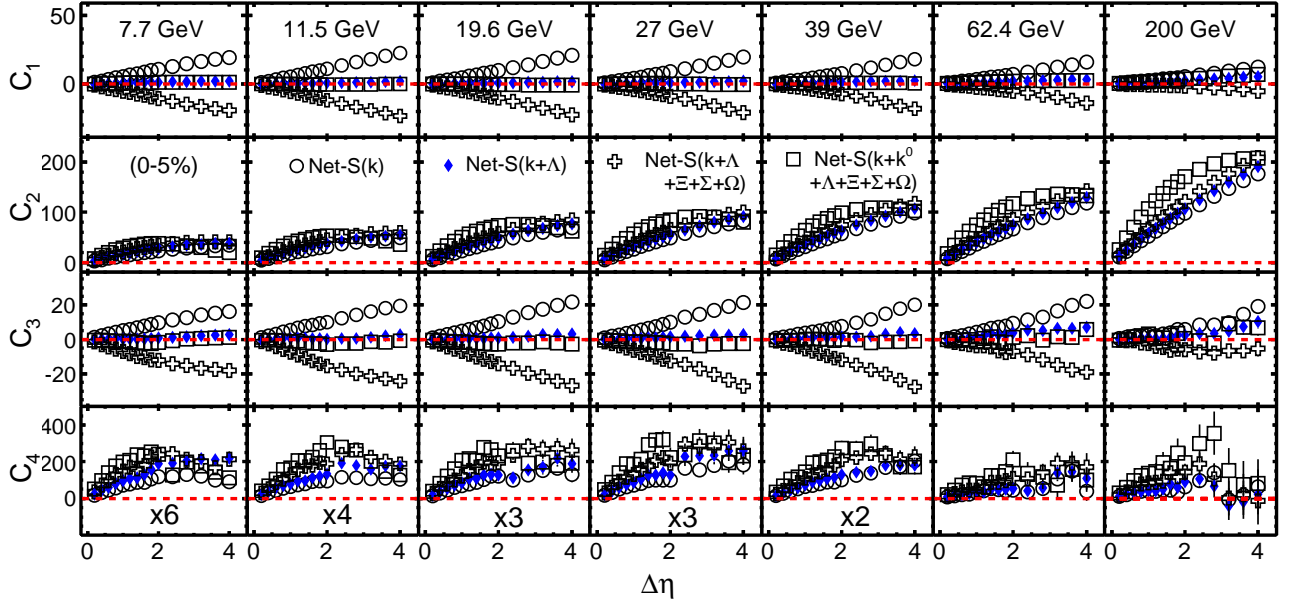 7.7 GeV 11.5 GeV 19.6 GeV 27 GeV 39 GeV 62.4 GeV 200 GeV
C1
50
0
(0-5%) Net-S(k) Net-S(k+Λ) Net-S(k+Λ Net-S(k+k0
+Ξ+Σ+Ω) +Λ+Ξ+Σ+Ω)
C2
200
100
0
C3
20
0
-20
C4
400
200
0
x6 x4 x3 x3 x2
0 2 4 0 2 4 0 2 4 0 2 4 0 2 4 0 2 4 0 2 4
Δη